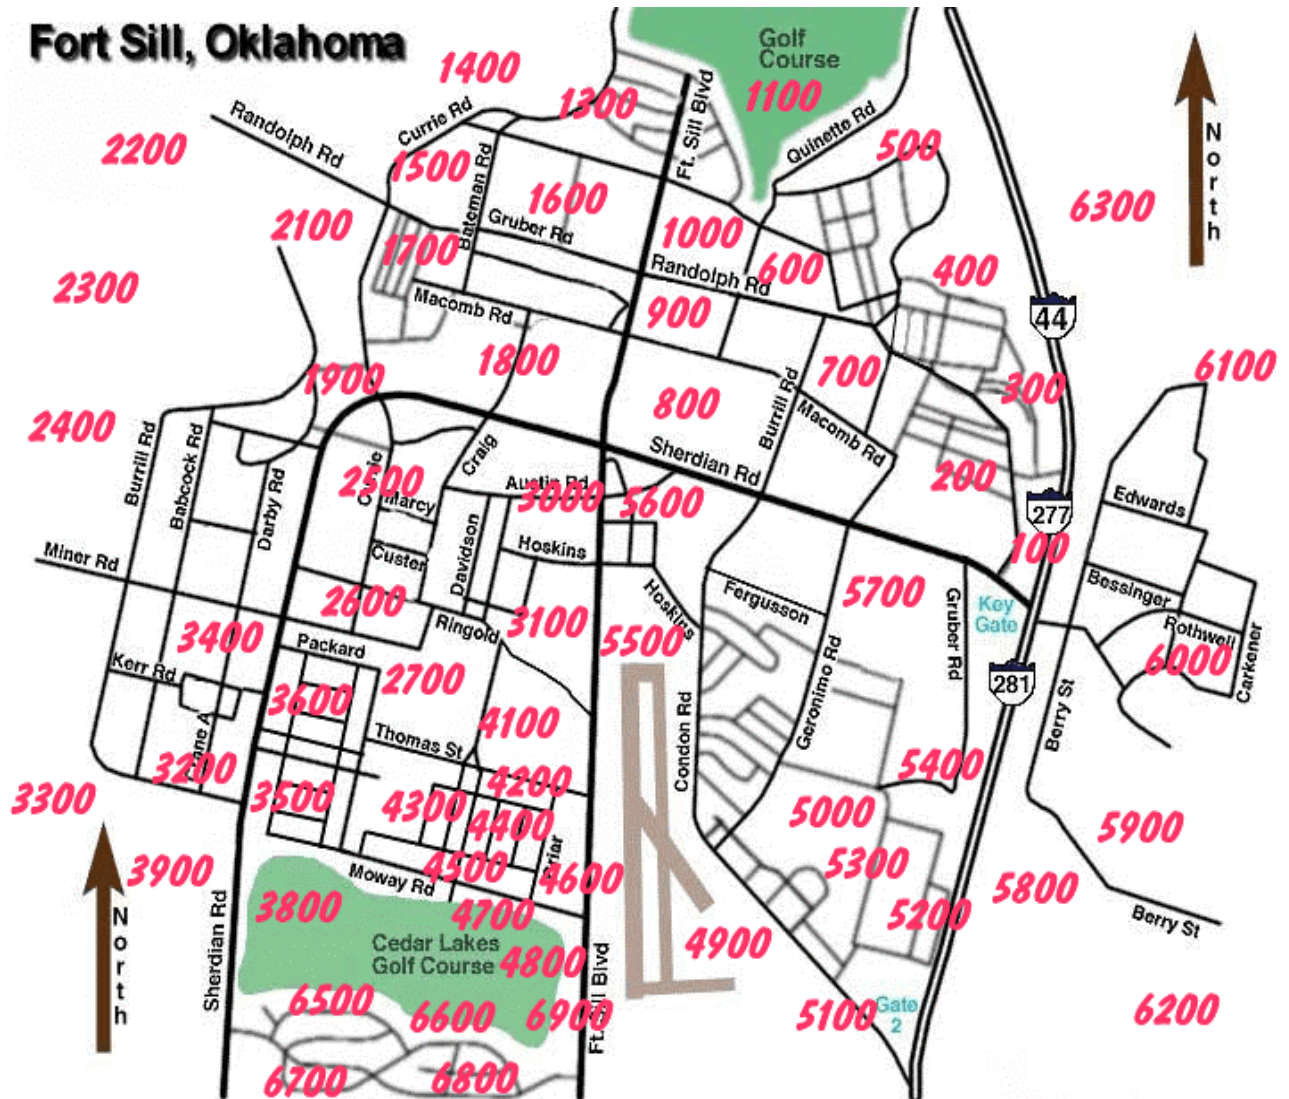 Fort Sill, Oklahoma
Golf
Course
1400
1300
1100
Ft. Sill Blvd
Currie Rd
Quinette Rd
500
Randolph Rd
2200
1500
Bateman Rd
1600
North
6300
2100
1700
Gruber Rd
1000
Randolph Rd
600
400
2300
Macomb Rd
900
44
1800
700
6100
1900
800
Burrill Rd
300
2400
Macomb Rd
Burrill Rd
Babcock Rd
Craig
Sherdian Rd
2500
Darby Rd
Marcy
Austin Rd
3000
5600
200
Edwards
277
Miner Rd
Custer
Davidson
Hoskins
100
Bessinger
Hoskins
Fergusson
5700
Key
Gate
2600
Ringold
3100
5500
Gruber Rd
Rothwell
3400
Packard
6000
Carkener
Kerr Rd
2700
281
3600
4100
Condon Rd
Geronimo Rd
Berry St
Thomas St
3200
4200
5400
3300
3500
4300
4400
5000
5900
3900
Moway Rd
4500
4600
5300
5800
3800
4700
5200
Berry St
North
Cedar Lakes
Golf Course
4800
4900
Sherdian Rd
6500
6600
6900
Ft. Sill Blvd
5100
Gate
2
6200
6700
6800